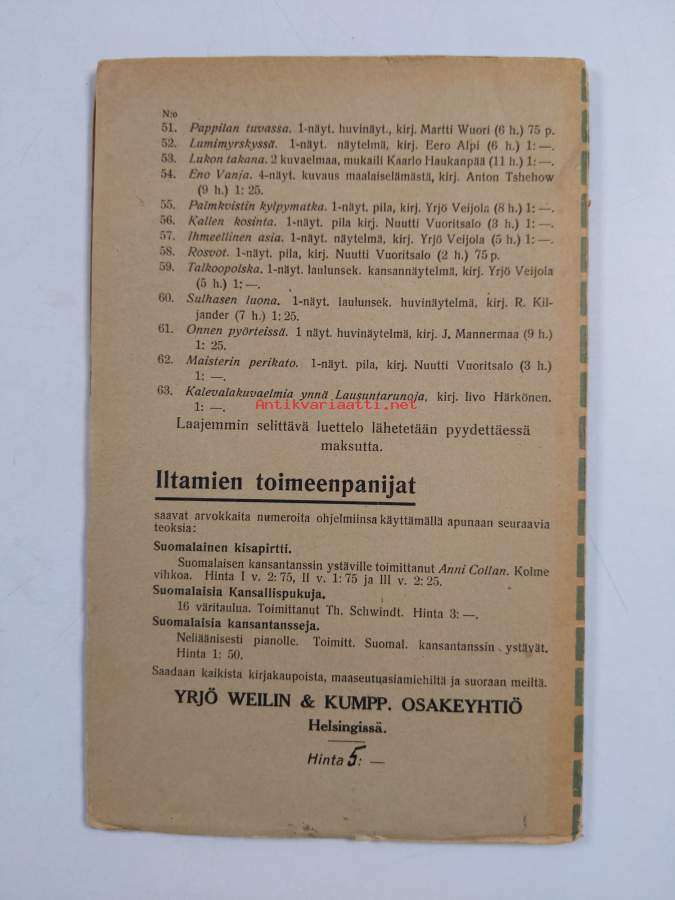 N:o
51. Pappilan tuvassa. 1-näyt. huvinäyt., kirj. Martti Wuori (6 h.) 75 p.
52. Lumimyrskyssä. 1-näyt. näytelmä, kirj. Eero Alpi (6 h.) 1: —.
53. Lukon takana. 2 kuvaelmaa, mukaili Kaarlo Haukanpää (11 h.) 1: —.
54. Eno Vanja. 4-näyt. kuvaus maalaiselämästä, kirj. Anton Tshehow
(9 h.) 1: 25.
55. Palmkvistin kylpymatka. 1-näyt. pila, kirj. Yrjö Veijola (8 h.) 1: —.
56. Kallen kosinta. 1-näyt. pila kirj. Nuutti Vuoritsalo (3 h.) 1: —.
57. Ihmeellinen asia. 1-näyt. näytelmä, kirj. Yrjö Veijola (5 h.) 1: —.
58. Rosvot. 1-näyt. pila, kirj. Nuutti Vuoritsalo (2 h.) 75 p.
59. Talkoopolska. 1-näyt. laulunsek. kansannäytelmä, kirj. Yrjö Veijola
(5 h.) 1: —.
60. Sulhasen luona. 1-näyt. laulunsek. huvinäytelmä, kirj. R. Kil-
jander (7 h.) 1: 25.
61. Onnen pyörteissä. 1 näyt. huvinäytelmä, kirj. J. Mannermaa (9 h.)
1: 25.
62. Maisterin perikato. 1-näyt. pila, kirj. Nuutti Vuoritsalo (3 h.)
1: —.
63. Kalevalakuvaelmia ynnä Lausuntarunoja, kirj. Iivo Härkönen.
1: —.
Antikvariaatti.net
Laajemmin selittävä luettelo lähetetään pyydettäessä
maksutta.
Iltamien toimeenpanijat
saavat arvokkaita numeroita ohjelmiinsa käyttämällä apunaan seuraavia
teoksia:
Suomalainen kisapirtti.
Suomalaisen kansantanssin ystäville toimittanut Anni Collan. Kolme
vihkoa. Hinta I v. 2: 75, II v. 1: 75 ja III v. 2: 25.
Suomalaisia Kansallispukuja.
16 väritaulua. Toimittanut Th. Schwindt. Hinta 3: —.
Suomalaisia kansantansseja.
Neliäänisesti pianolle. Toimitt. Suomal. kansantanssin ystävät.
Hinta 1: 50.
Saadaan kaikista kirjakaupoista, maaseutuasiamiehiltä ja suoraan meiltä.
YRJÖ WEILIN & KUMPP. OSAKEYHTIÖ
Helsingissä.
Hinta 5: —